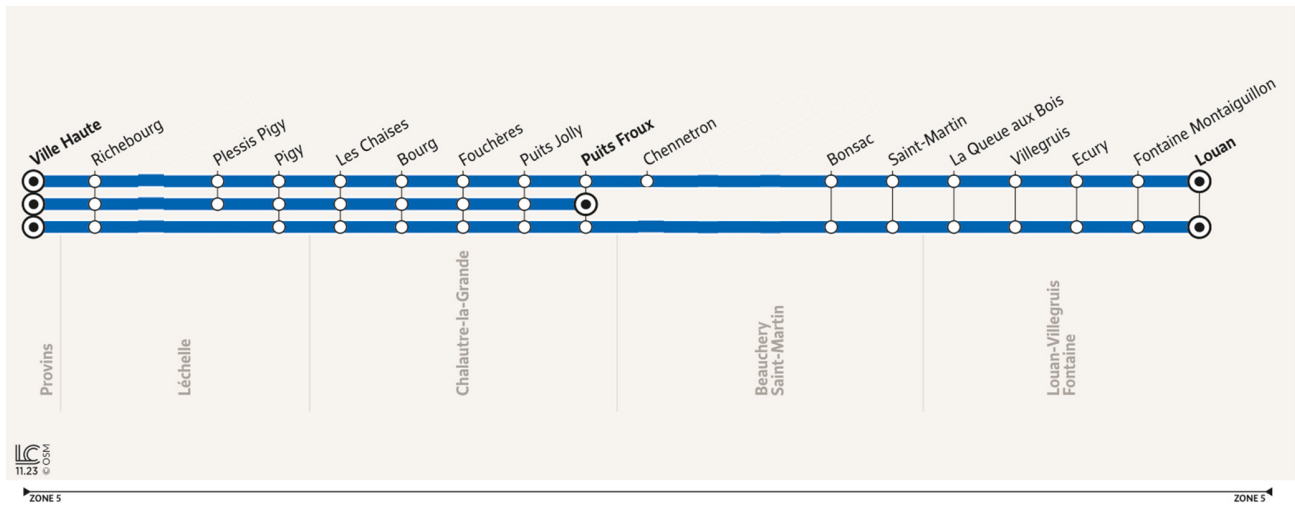 Ville Haute
Richebourg
Plessis Pigy
Pigy
Les Chaises
Bourg
Fouchères
Puits Jolly
Puits Froux
Chennetron
Bonsac
Saint-Martin
La Queue aux Bois
Villegruis
Ecury
Fontaine Montaiguillon
Louan
Provins
Léchelle
Chalautre-la-Grande
Beauchery
Saint-Martin
Louan-Villegruis
Fontaine
LC
11.23 © OSM
ZONE 5
ZONE 5